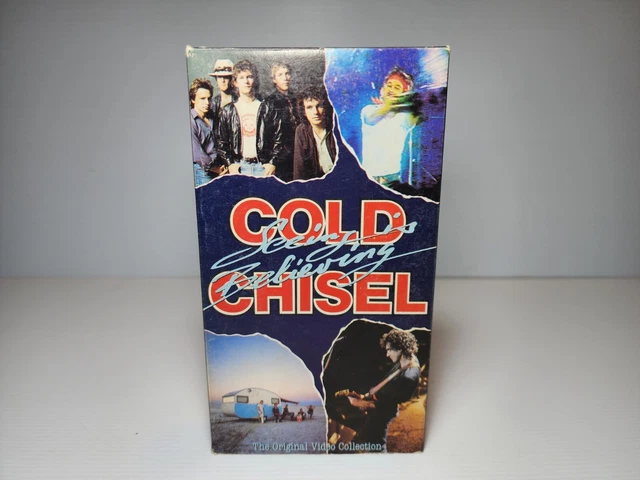 COLD
Seeing is
Believing
CHISEL
The Original Video Collection